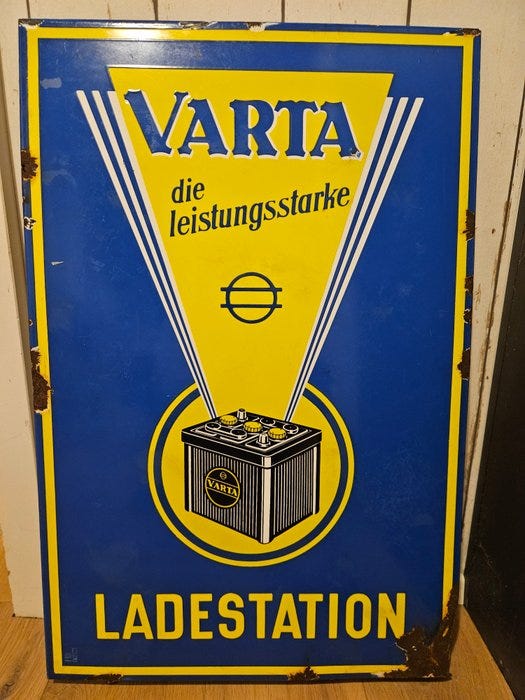 VARTA
die
leistungsstarke
VARTA
LADESTATION